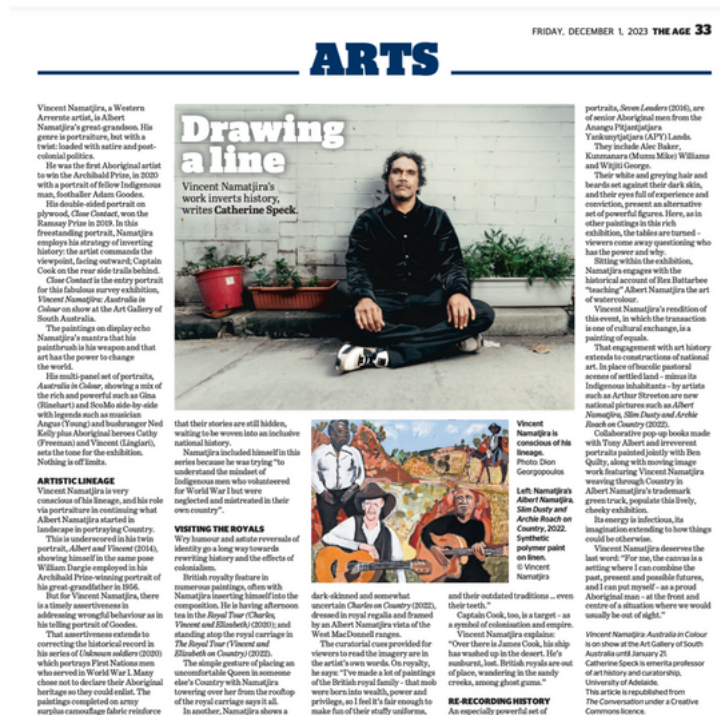 FRIDAY, DECEMBER 1, 2023 THE AGE 33
ARTS
Vincent Namatjira, a Western
Arrernte artist, is Albert
Namatjira's great-grandson. His
genre is portraiture, but with a
twist: loaded with satire and post-
colonial politics.
He was the first Aboriginal artist
to win the Archibald Prize, in 2020
with a portrait of fellow Indigenous
man, footballer Adam Goodes.
His double-sided portrait on
plywood, Close Contact, won the
Ramsay Prize in 2019. In this
freestanding portrait, Namatjira
employs his strategy of inverting
history: the artist commands the
viewpoint, facing outward; Captain
Cook on the rear side trails behind.
Close Contact is the entry portrait
for this fabulous survey exhibition,
Vincent Namatjira: Australia in
Colour on show at the Art Gallery of
South Australia.
The paintings on display echo
Namatjira's mantra that his
paintbrush is his weapon and that
art has the power to change
the world.
His multi-panel set of portraits,
Australia in Colour, showing a mix of
the rich and powerful such as Gina
(Rinehart) and ScoMo side-by-side
with legends such as musician
Angus (Young) and bushranger Ned
Kelly plus Aboriginal heroes Cathy
(Freeman) and Vincent (Lingiari),
sets the tone for the exhibition.
Nothing is off limits.
ARTISTIC LINEAGE
Vincent Namatjira is very
conscious of his lineage, and his role
via portraiture in continuing what
Albert Namatjira started in
landscape in portraying Country.
This is underscored in his twin
portrait, Albert and Vincent (2014),
showing himself in the same pose
William Dargie employed in his
Archibald Prize-winning portrait of
his great-grandfather in 1956.
But for Vincent Namatjira, there
is a timely assertiveness in
addressing wrongful behaviour as in
his telling portrait of Goodes.
That assertiveness extends to
correcting the historical record in
his series of Unknown soldiers (2020)
which portrays First Nations men
who served in World War I. Many
chose not to declare their Aboriginal
heritage so they could enlist. The
paintings completed on army
surplus camouflage fabric reinforce
Drawing
a line
Vincent Namatjira's
work inverts history,
writes Catherine Speck.
that their stories are still hidden,
waiting to be woven into an inclusive
national history.
Namatjira included himself in this
series because he was trying "to
understand the mindset of
Indigenous men who volunteered
for World War I but were
neglected and mistreated in their
own country".
VISITING THE ROYALS
Wry humour and astute reversals of
identity go a long way towards
rewriting history and the effects of
colonialism.
British royalty feature in
numerous paintings, often with
Namatjira inserting himself into the
composition. He is having afternoon
tea in the Royal Tour (Charles,
Vincent and Elizabeth) (2020); and
standing atop the royal carriage in
The Royal Tour (Vincent and
Elizabeth on Country) (2022).
The simple gesture of placing an
uncomfortable Queen in someone
else's Country with Namatjira
towering over her from the rooftop
of the royal carriage says it all.
In another, Namatjira shows a
Vincent
Namatjira is
conscious of his
lineage.
Photo: Dion
Georgopoulos
Left: Namatjira's
Albert Namatjira,
Slim Dusty and
Archie Roach on
Country, 2022.
Synthetic
polymer paint
on linen.
© Vincent
Namatjira
dark-skinned and somewhat
uncertain Charles on Country (2022),
dressed in royal regalia and framed
by an Albert Namatjira vista of the
West MacDonnell ranges.
The curatorial cues provided for
viewers to read the imagery are in
the artist's own words. On royalty,
he says: "I've made a lot of paintings
of the British royal family – that mob
were born into wealth, power and
privilege, so I feel it's fair enough to
make fun of their stuffy uniforms,
and their outdated traditions ... even
their teeth."
Captain Cook, too, is a target – as
a symbol of colonisation and empire.
Vincent Namatjira explains:
"Over there is James Cook, his ship
has washed up in the desert. He's
sunburnt, lost. British royals are out
of place, wandering in the sandy
creeks, among ghost gums."
RE-RECORDING HISTORY
An especially powerful set of
portraits, Seven Leaders (2016), are
of senior Aboriginal men from the
Anangu Pitjantjatjara
Yankunytjatjara (APY) Lands.
They include Alec Baker,
Kunmanara (Mumu Mike) Williams
and Witjiti George.
Their white and greying hair and
beards set against their dark skin,
and their eyes full of experience and
conviction, present an alternative
set of powerful figures. Here, as in
other paintings in this rich
exhibition, the tables are turned –
viewers come away questioning who
has the power and why.
Sitting within the exhibition,
Namatjira engages with the
historical account of Rex Battarbee
"teaching" Albert Namatjira the art
of watercolour.
Vincent Namatjira's rendition of
this event, in which the transaction
is one of cultural exchange, is a
painting of equals.
That engagement with art history
extends to constructions of national
art. In place of bucolic pastoral
scenes of settled land – minus its
Indigenous inhabitants – by artists
such as Arthur Streeton are new
national pictures such as Albert
Namatjira, Slim Dusty and Archie
Roach on Country (2022).
Collaborative pop-up books made
with Tony Albert and irreverent
portraits painted jointly with Ben
Quilty, along with moving image
work featuring Vincent Namatjira
weaving through Country in
Albert Namatjira's trademark
green truck, populate this lively,
cheeky exhibition.
Its energy is infectious, its
imagination extending to how things
could be otherwise.
Vincent Namatjira deserves the
last word: "For me, the canvas is a
setting where I can combine the
past, present and possible futures,
and I can put myself – as a proud
Aboriginal man – at the front and
centre of a situation where we would
usually be out of sight."
Vincent Namatjira: Australia in Colour
is on show at the Art Gallery of South
Australia until January 21.
Catherine Speck is emerita professor
of art history and curatorship,
University of Adelaide.
This article is republished from
The Conversation under a Creative
Commons licence.